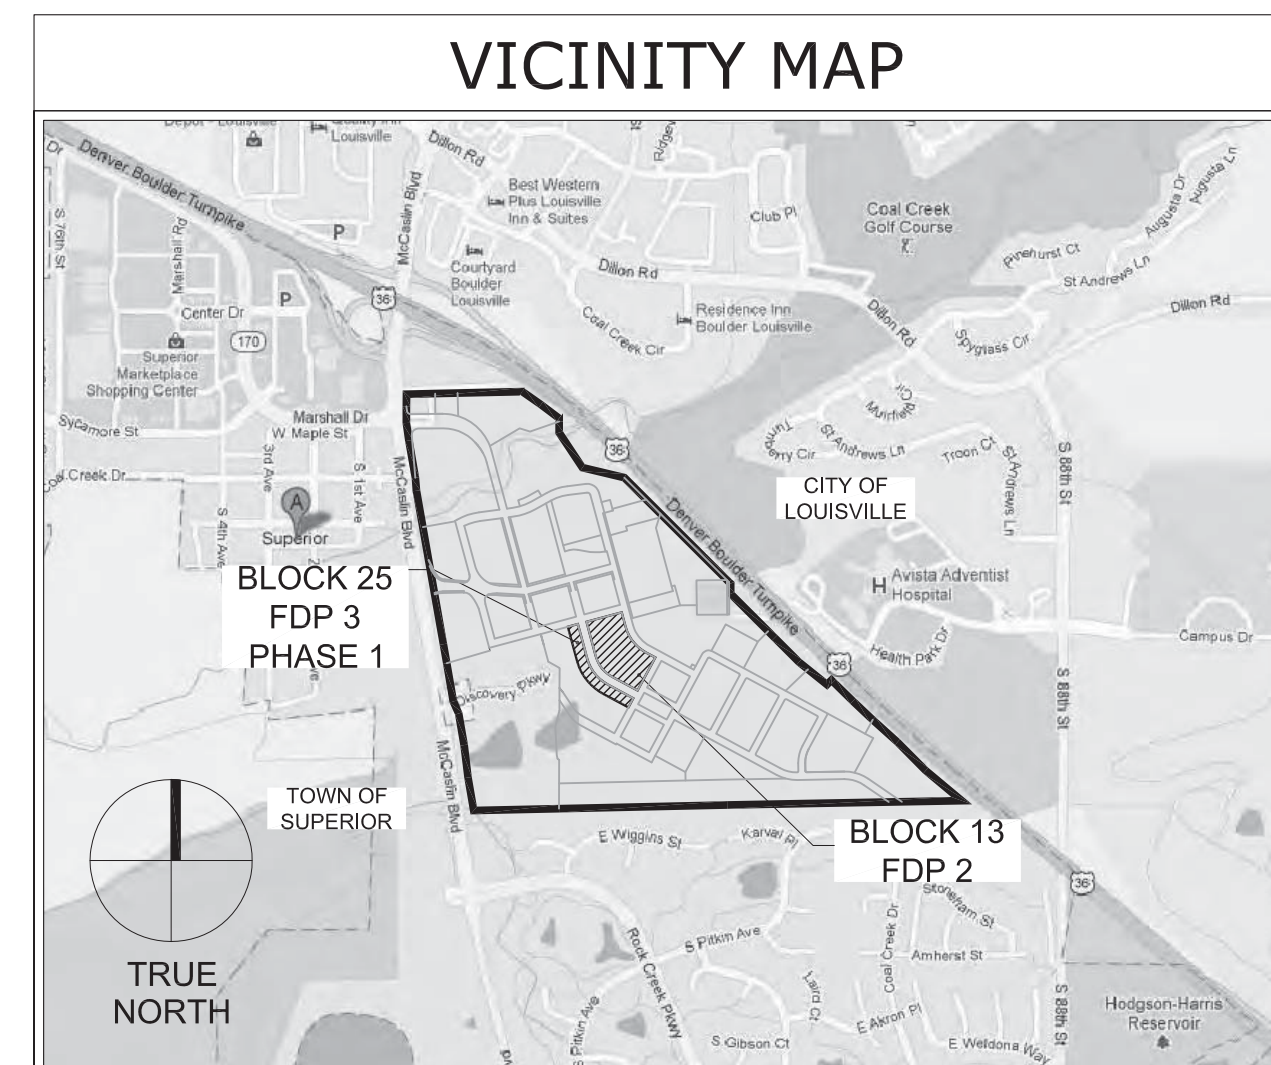 VICINITY MAP
Louisville
Dillon Rd
Denver Boulder Turnpike
S 76th St
Marshall Rd
P
McCaslin Blvd
Best Western
Plus Louisville
Inn & Suites
Club Pl
Coal Creek
Golf Course
Augusta Dr
Augusta Ln
Pinehurst Ct
St Andrews Ln
Courtyard
Boulder
Louisville
Dillon Rd
36
P
Center Dr
170
Superior
Marketplace
Shopping Center
Coal Creek Cir
Residence Inn
Boulder Louisville
Dillon Rd
Spyglass Cir
Dillon Rd
Muirfield Cir
Sycamore St
Marshall Dr
W Maple St
36
St Andrews Ln
Troon Ct
St Andrews Ln
S 88th St
3rd Ave
S 1st Ave
McCaslin Blvd
S 4th Ave
A
Superior
CITY OF
LOUISVILLE
Denver Boulder Turnpike
H
Avista Adventist
Hospital
Campus Dr
Health Park Dr
36
BLOCK 25
FDP 3
PHASE 1
Discovery Pkwy
S 88th St
McCaslin Blvd
TOWN OF
SUPERIOR
E Wiggins St
Karval Pl
BLOCK 13
FDP 2
36
Stoneham St
TRUE
NORTH
Rock Creek Pkwy
S Pitkin Ave
Coal Creek Dr
Amherst St
Laird Ct
E Akron Pl
S Pitkin Ave
S Gibson Ct
E Weldona Way
S 88th St
Hodgson-Harris
Reservoir